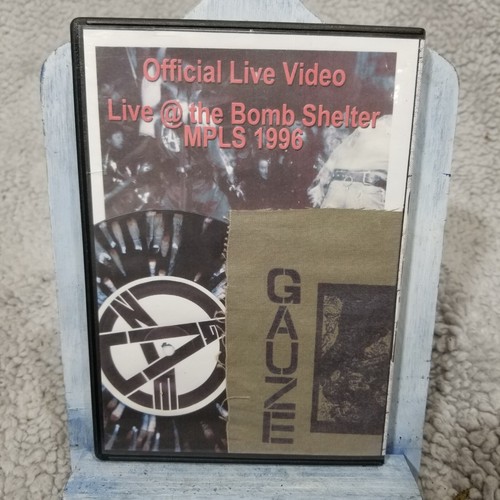 Official Live Video
Live @ the Bomb Shelter
MPLS 1996
GAUZE